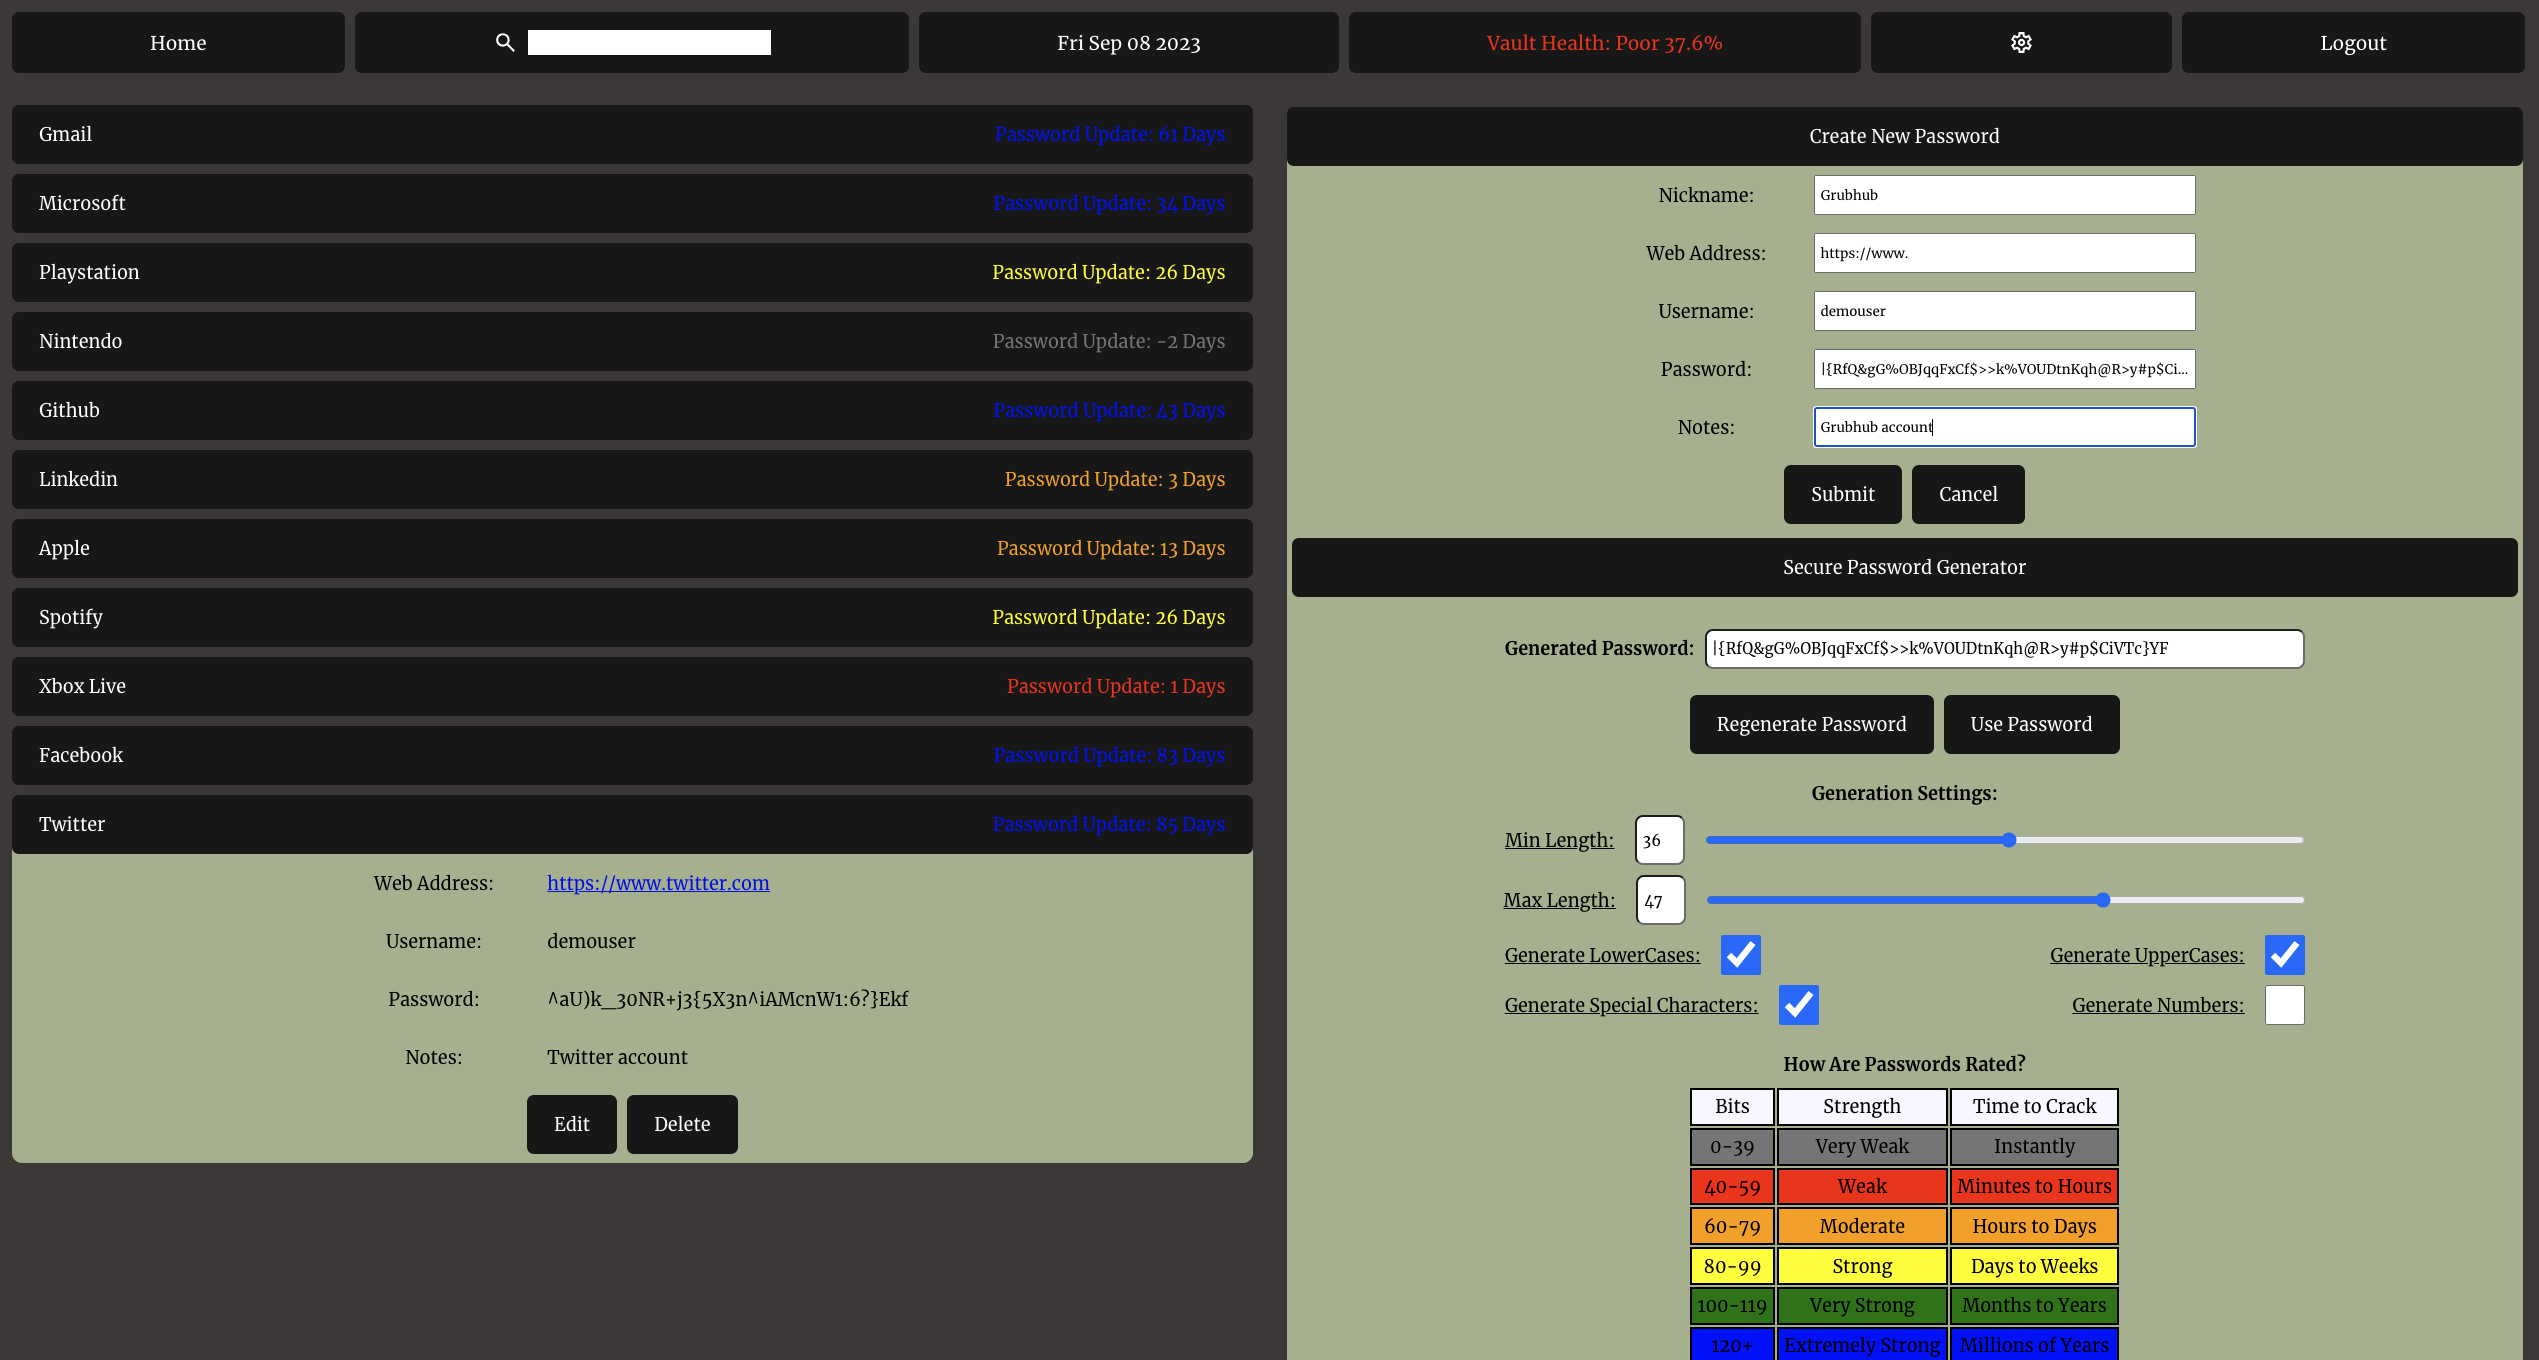 Home
Fri Sep 08 2023
Vault Health: Poor 37.6%
Logout
Gmail Password Update: 61 Days
Microsoft Password Update: 34 Days
Playstation Password Update: 26 Days
Nintendo Password Update: -2 Days
Github Password Update: 43 Days
Linkedin Password Update: 3 Days
Apple Password Update: 13 Days
Spotify Password Update: 26 Days
Xbox Live Password Update: 1 Days
Facebook Password Update: 83 Days
Twitter Password Update: 85 Days
Web Address: https://www.twitter.com
Username: demouser
Password: ^aU)k_30NR+j3{5X3n^iAMcnW1:6?}Ekf
Notes: Twitter account
Edit Delete
Create New Password
Nickname: Grubhub
Web Address: https://www.
Username: demouser
Password: |{RfQ&gG%OBJqqFxCf$>>k%VOUDtnKqh@R>y#p$Ci...
Notes: Grubhub account
Submit Cancel
Secure Password Generator
Generated Password: |{RfQ&gG%OBJqqFxCf$>>k%VOUDtnKqh@R>y#p$CiVTc}YF
Regenerate Password Use Password
Generation Settings:
Min Length: 36
Max Length: 47
Generate LowerCases: Generate UpperCases:
Generate Special Characters: Generate Numbers:
How Are Passwords Rated?
Bits Strength Time to Crack
0-39 Very Weak Instantly
40-59 Weak Minutes to Hours
60-79 Moderate Hours to Days
80-99 Strong Days to Weeks
100-119 Very Strong Months to Years
120+ Extremely Strong Millions of Years